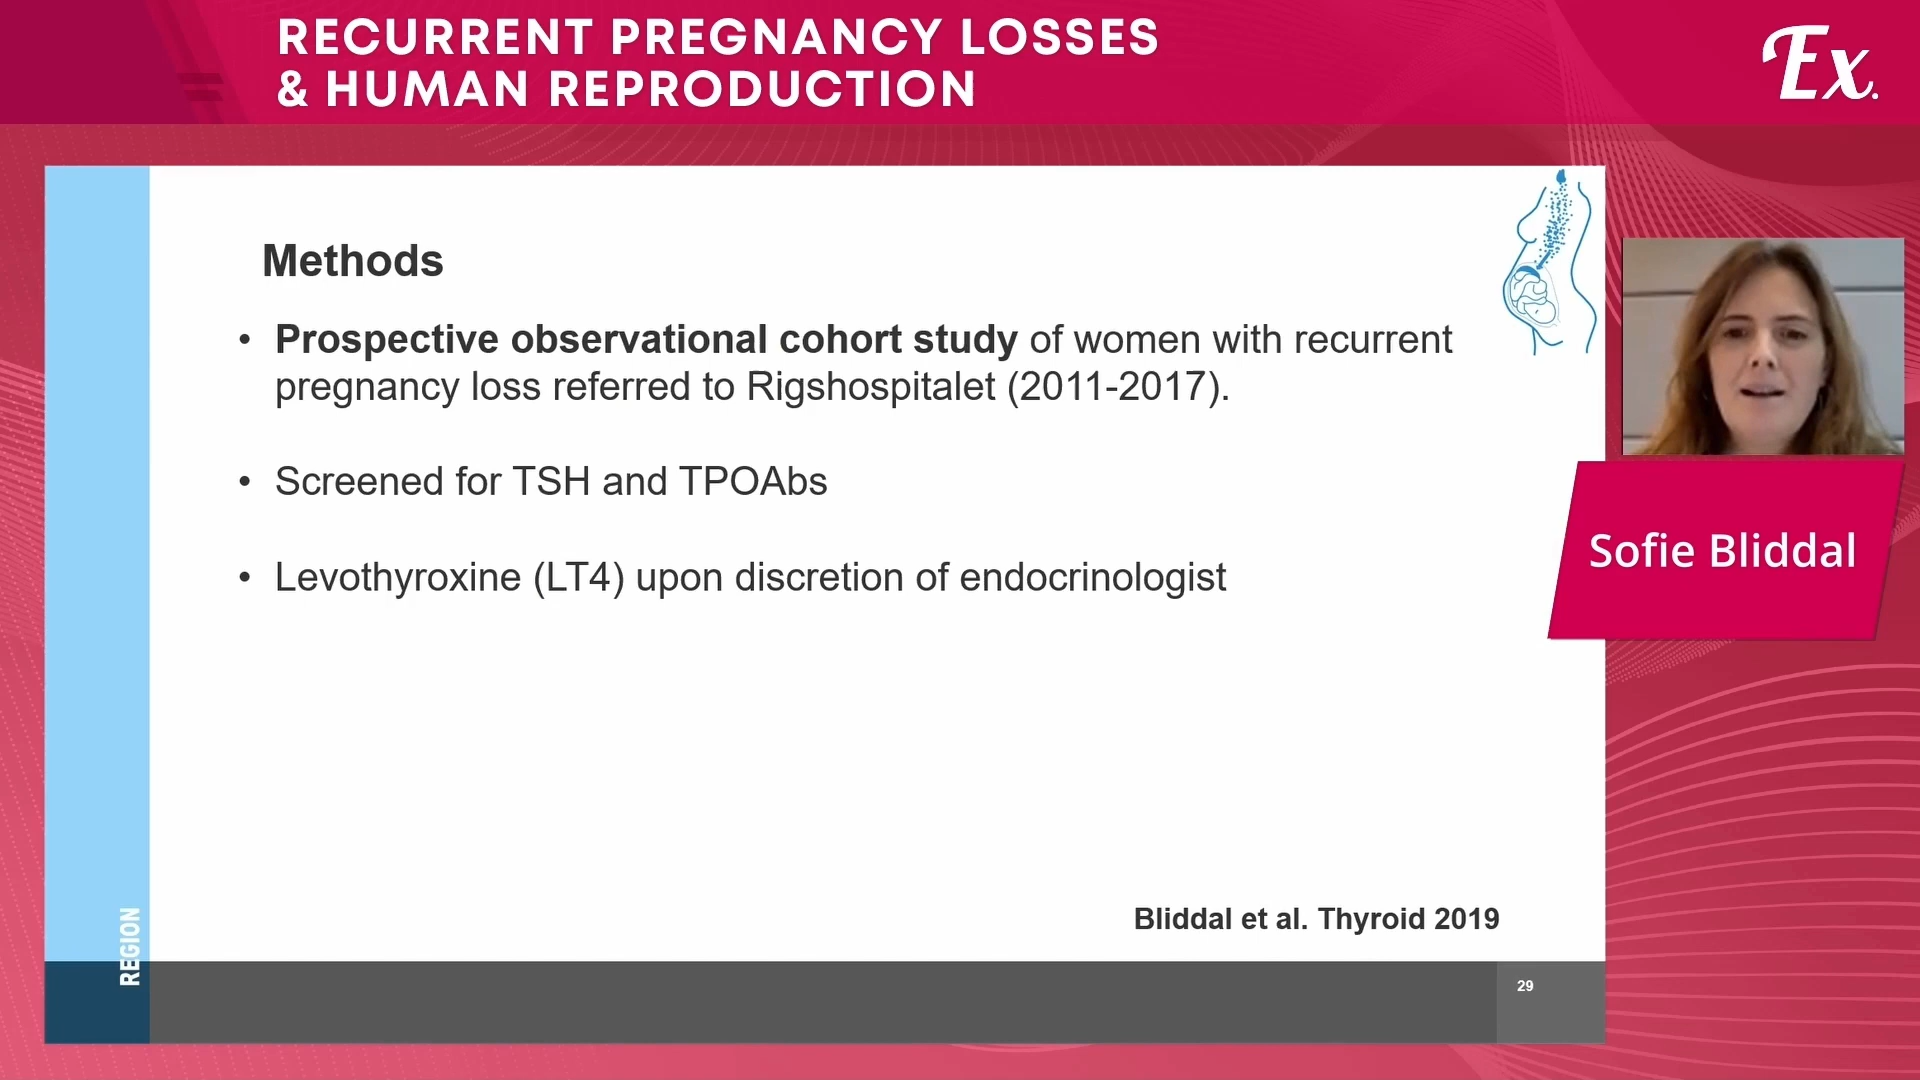 RECURRENT PREGNANCY LOSSES
& HUMAN REPRODUCTION
Ex.
Methods
• Prospective observational cohort study of women with recurrent
pregnancy loss referred to Rigshospitalet (2011-2017).
• Screened for TSH and TPOAbs
• Levothyroxine (LT4) upon discretion of endocrinologist
Sofie Bliddal
Bliddal et al. Thyroid 2019
REGION
29